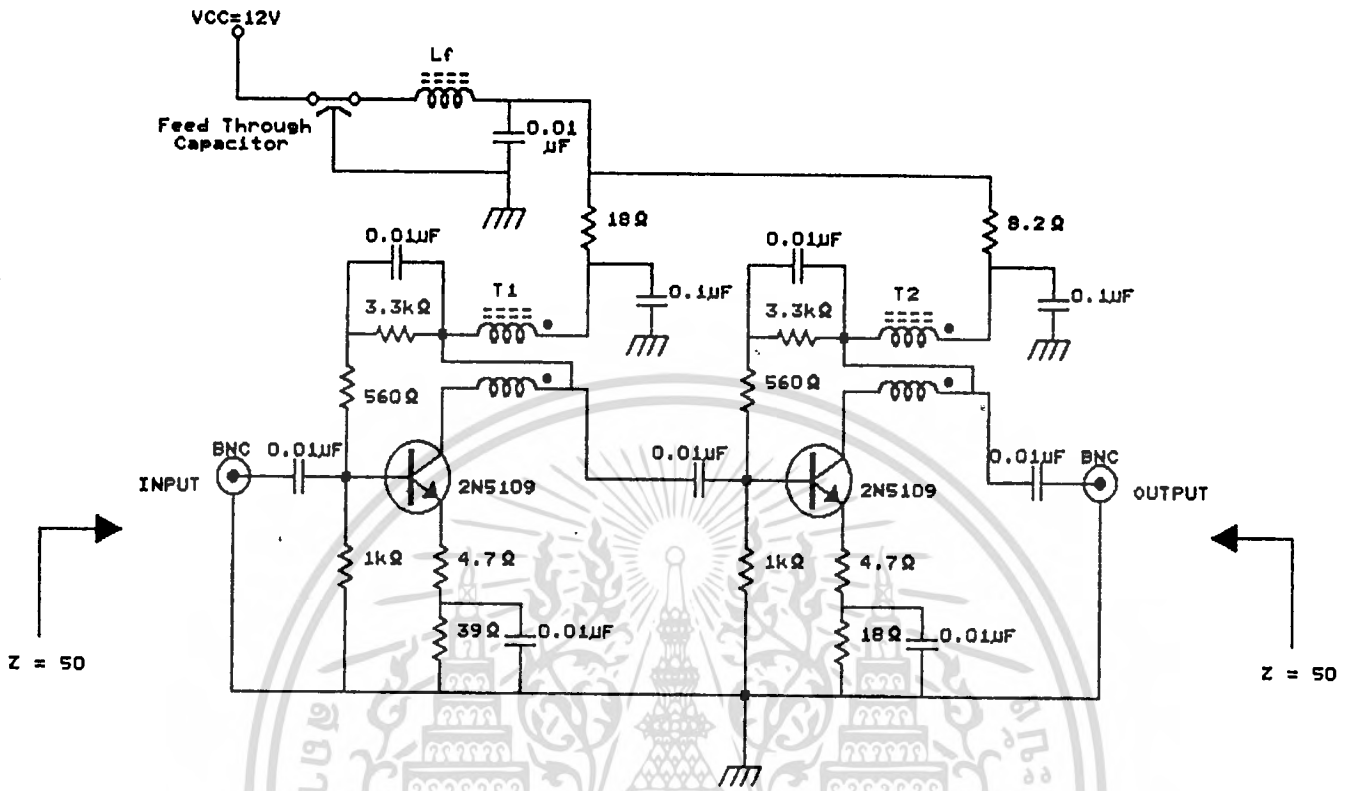 VCC=12V
Lf
Feed Through
Capacitor
0.01
µF
18Ω
8.2Ω
0.01µF
0.01µF
T1
0.1µF
T2
0.1µF
3.3kΩ
3.3kΩ
560Ω
560Ω
BNC
0.01µF
0.01µF
0.01µF
BNC
INPUT
2N5109
2N5109
OUTPUT
1kΩ
4.7Ω
1kΩ
4.7Ω
39Ω
0.01µF
18Ω
0.01µF
Z = 50
Z = 50